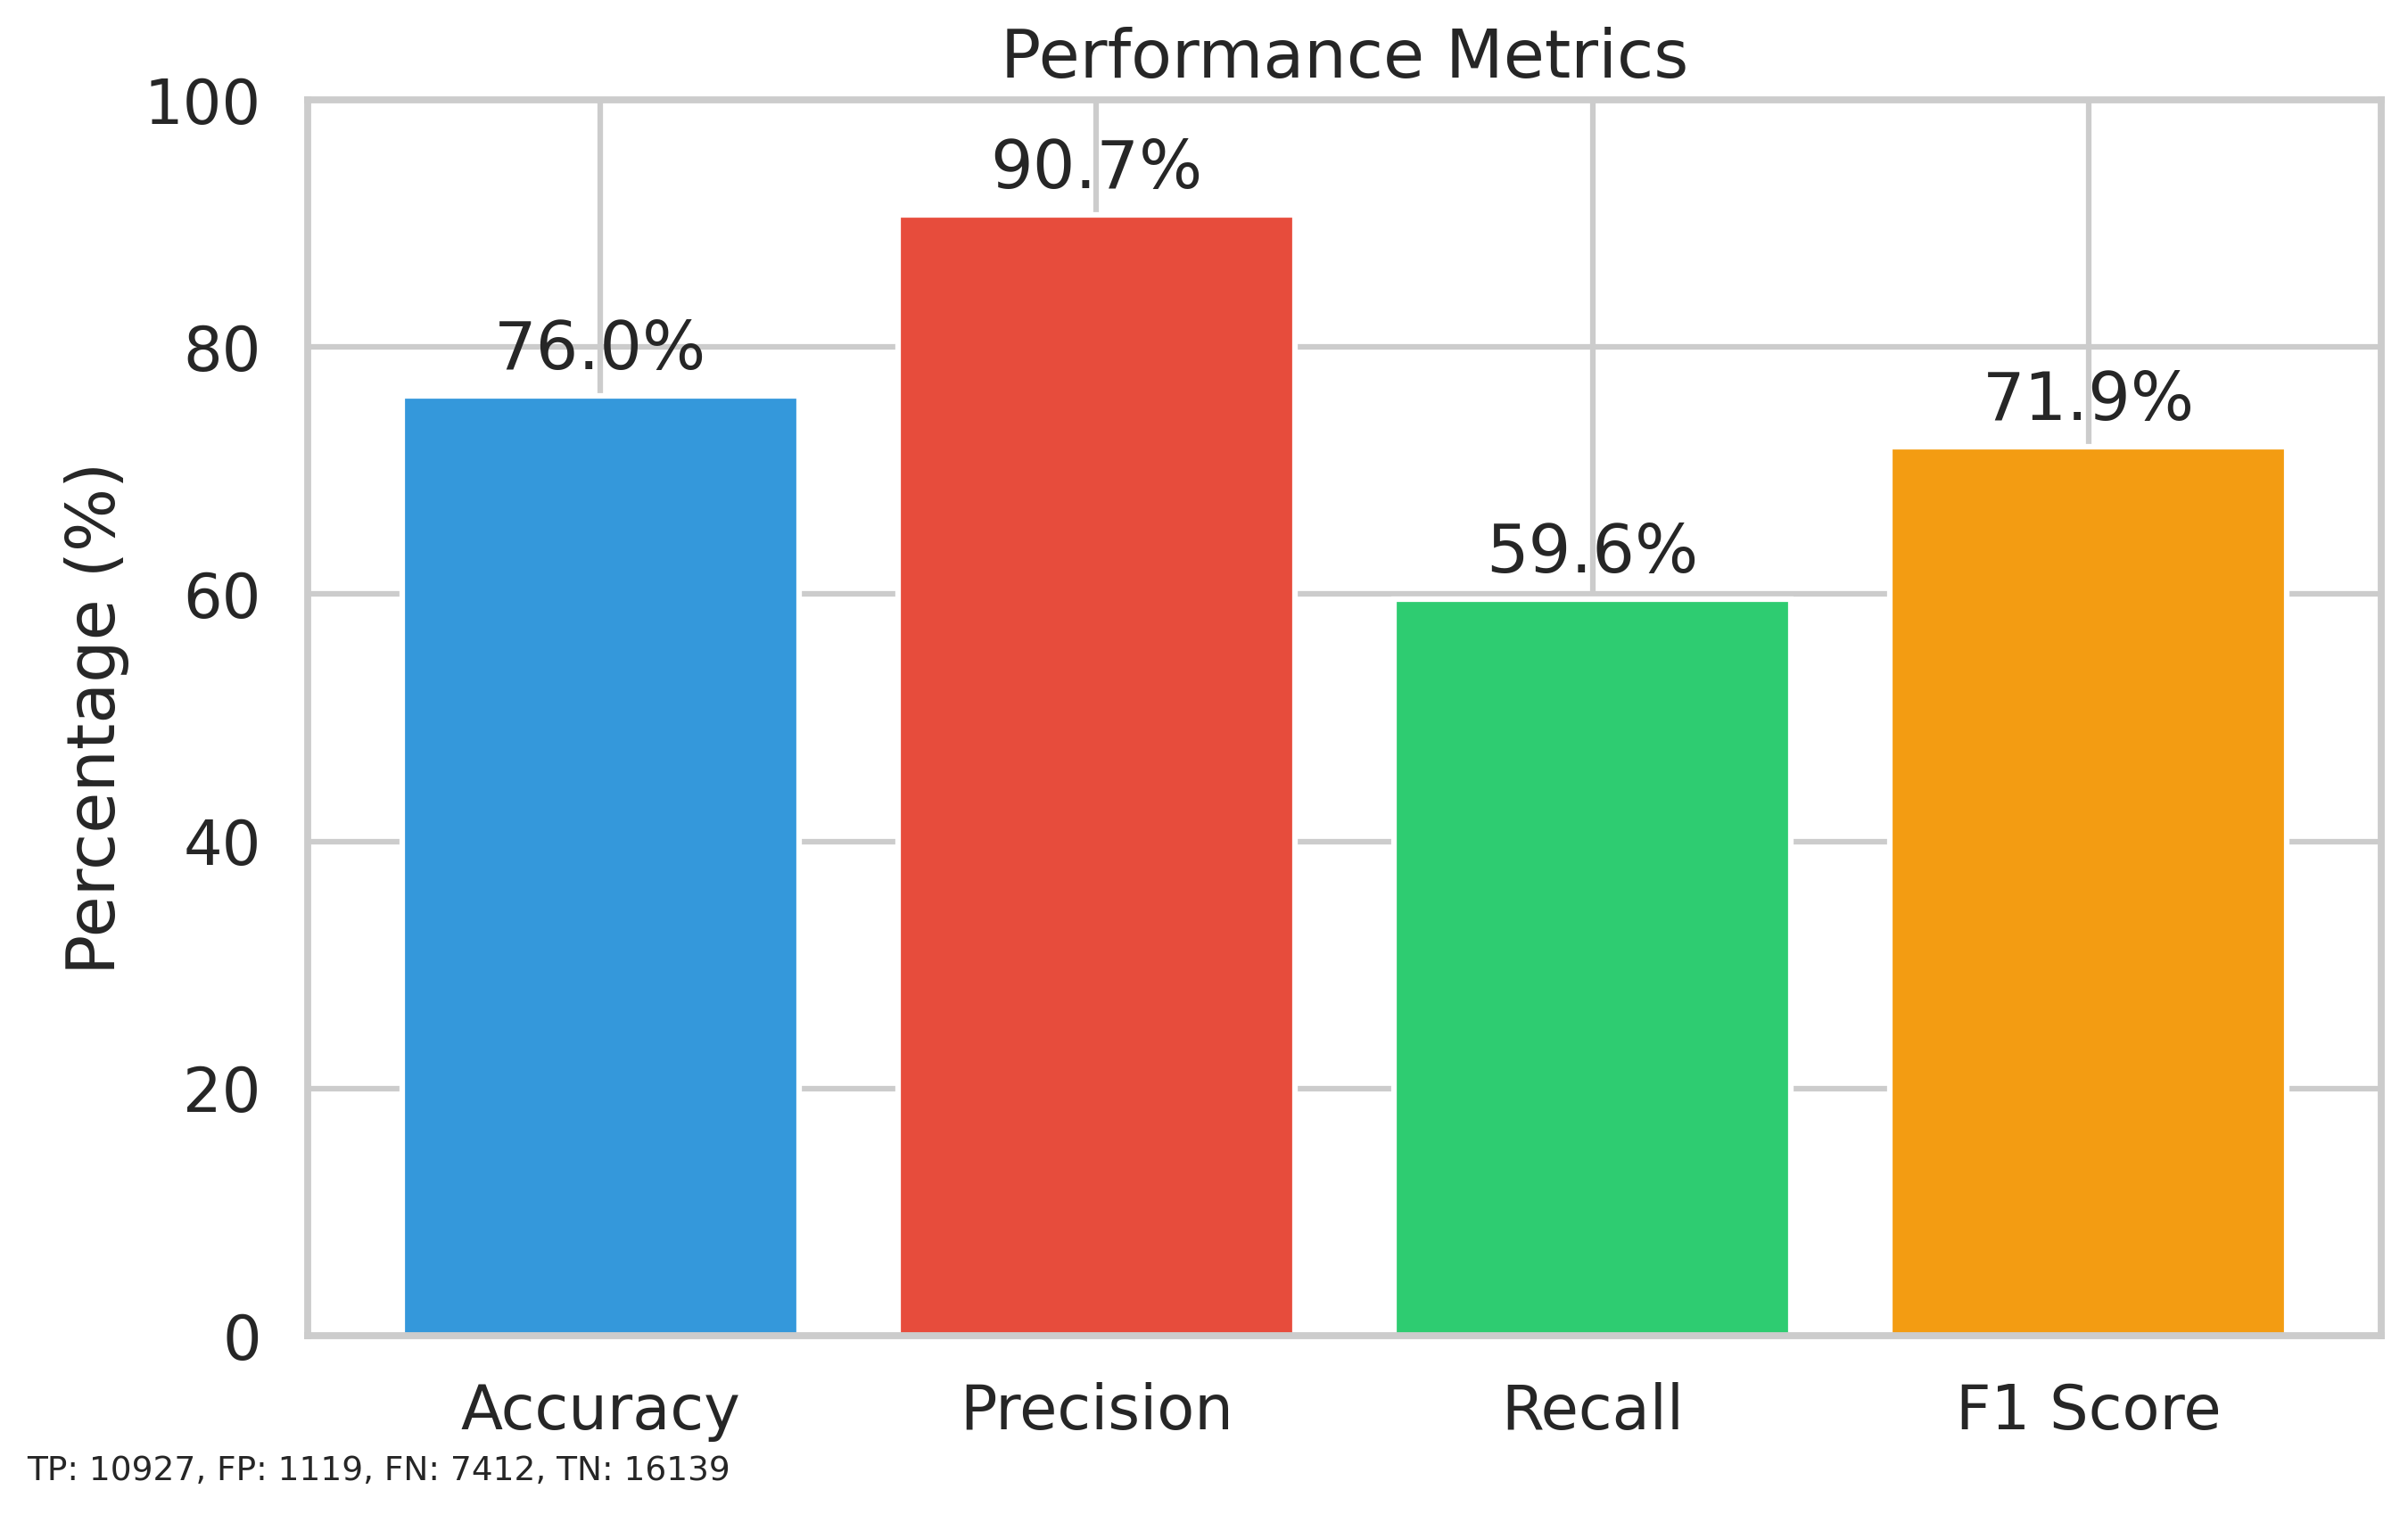 Performance Metrics
100
80
60
40
20
0
Percentage (%)
76.0%
90.7%
59.6%
71.9%
Accuracy
Precision
Recall
F1 Score
TP: 10927, FP: 1119, FN: 7412, TN: 16139